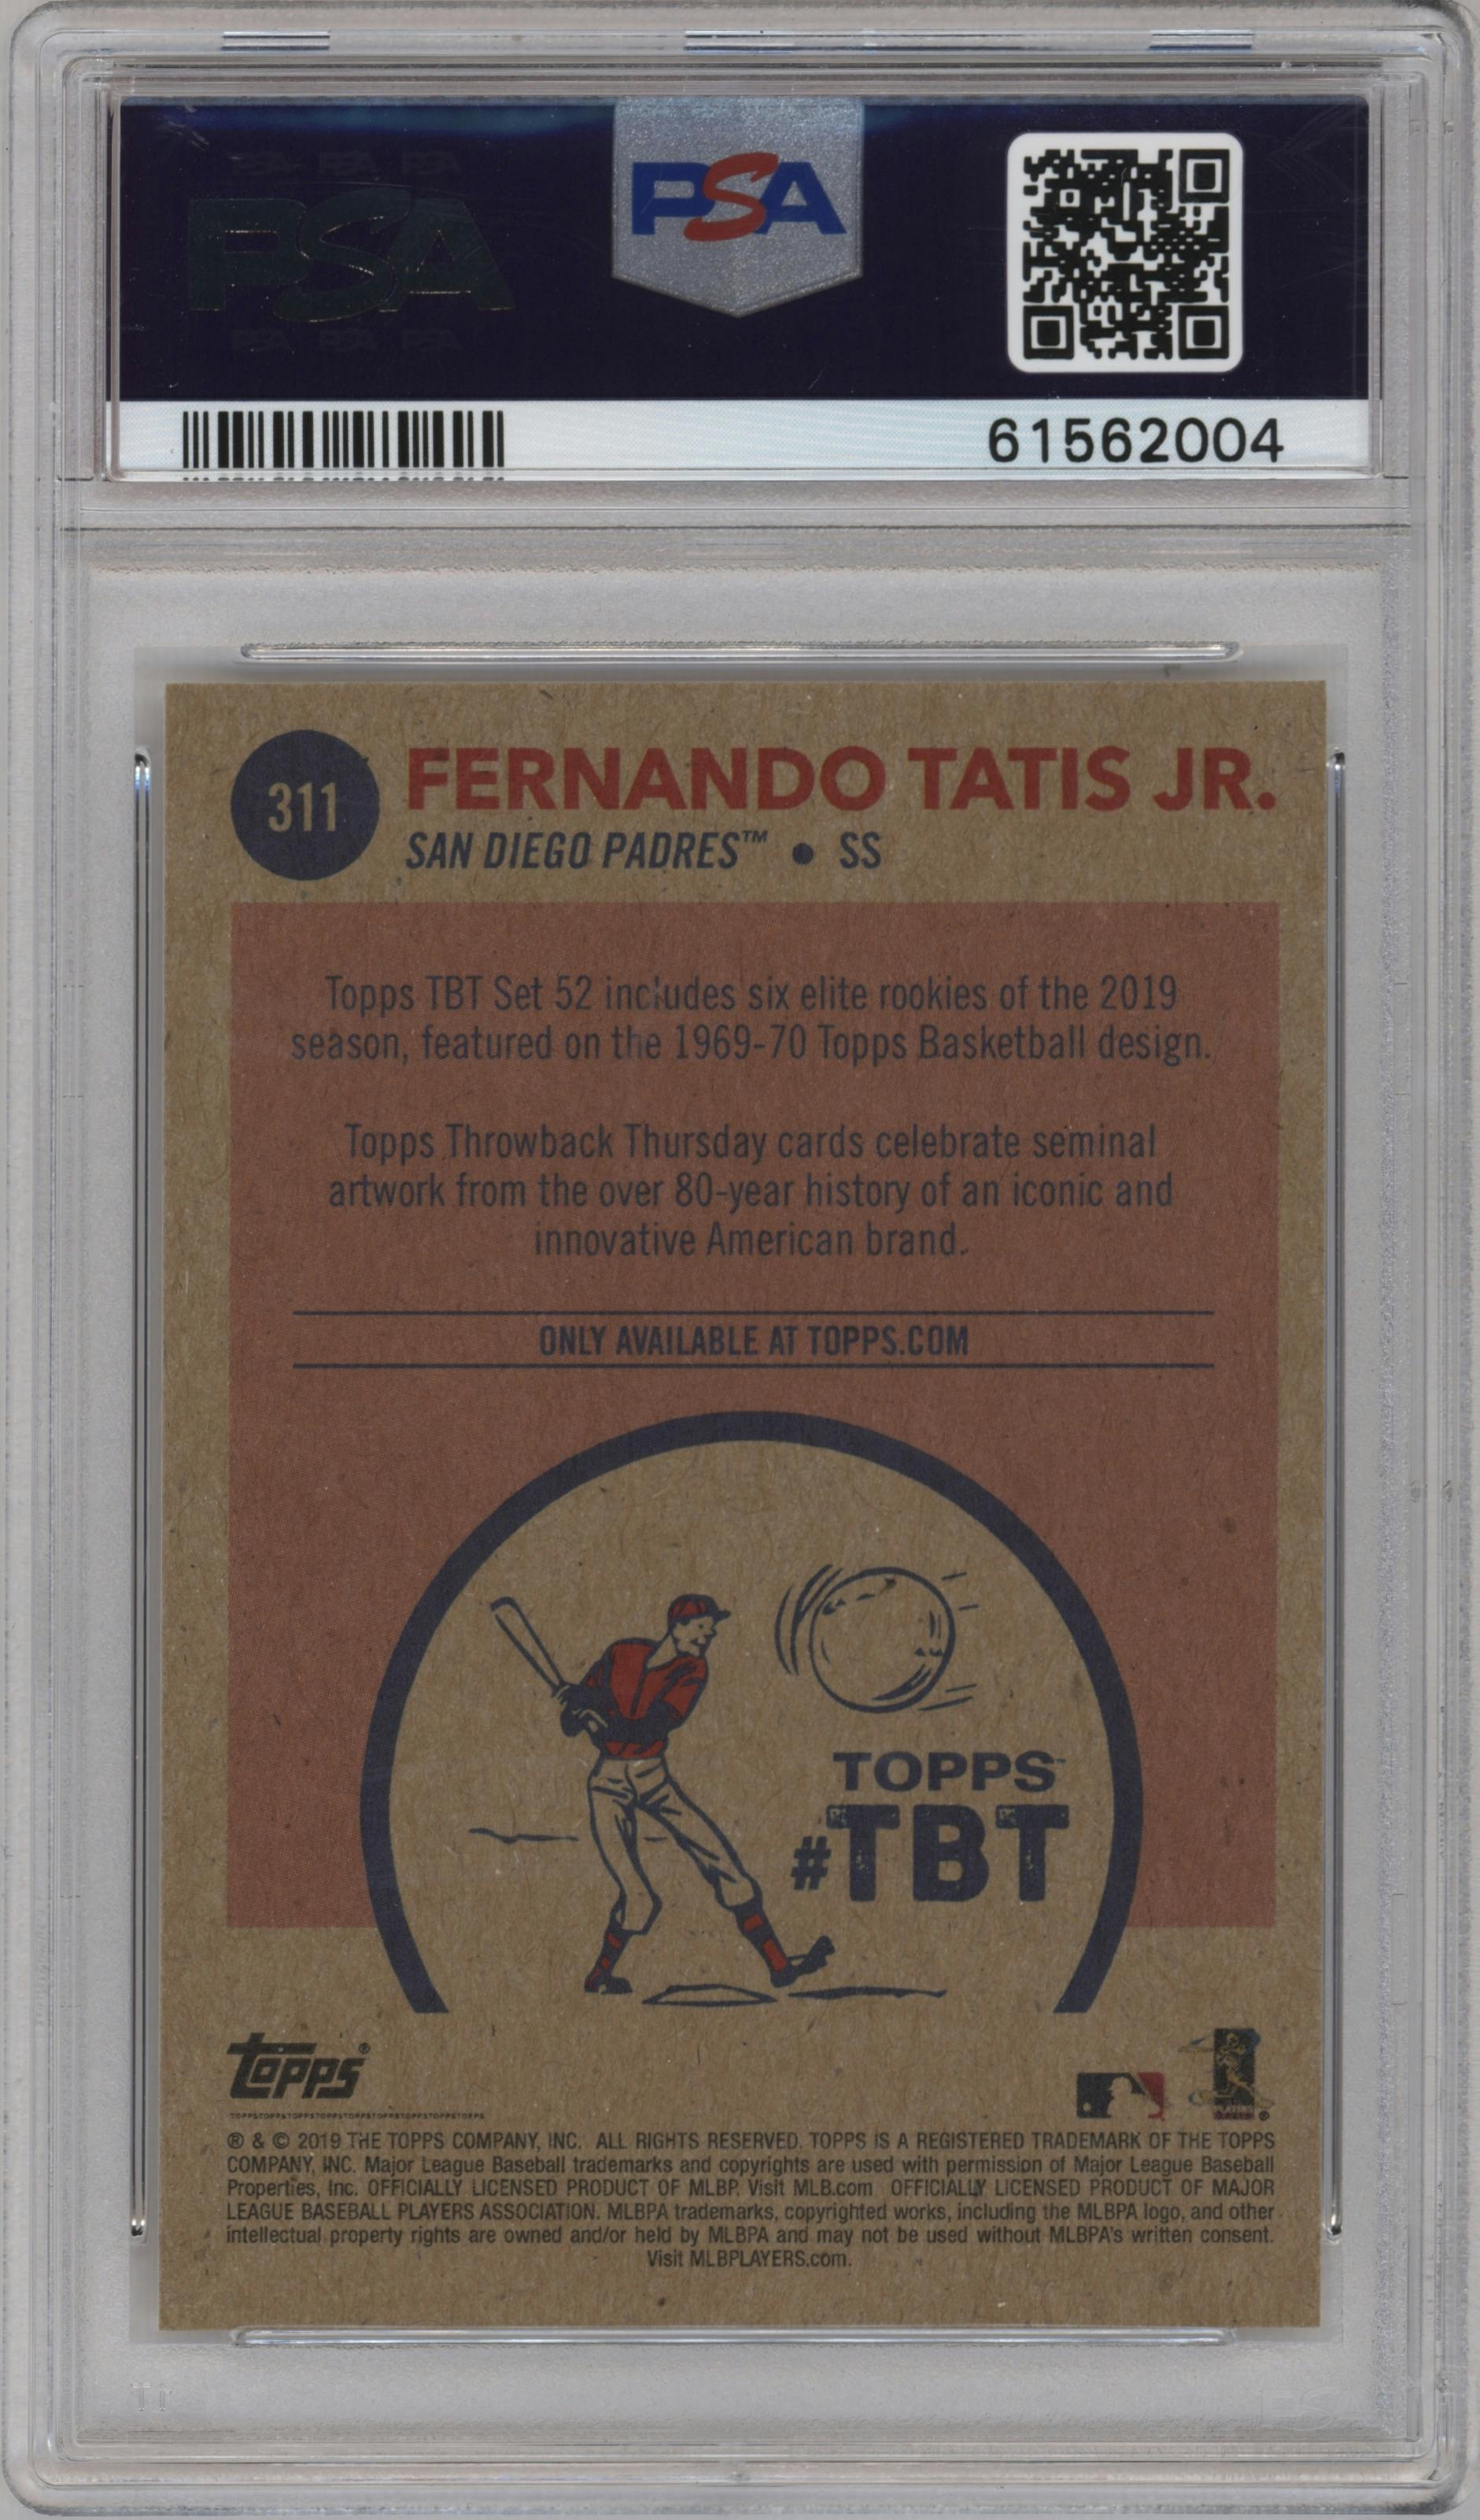 PSA
PSA
61562004
311
FERNANDO TATIS JR.
SAN DIEGO PADRES™ • SS
Topps TBT Set 52 includes six elite rookies of the 2019
season, featured on the 1969-70 Topps Basketball design.
Topps Throwback Thursday cards celebrate seminal
artwork from the over 80-year history of an iconic and
innovative American brand.
ONLY AVAILABLE AT TOPPS.COM
TOPPS™
#TBT
topps®
TOPPSTOPPSTOPPSTOPPSTOPPSTOPPSTOPPSTOPPSTOPPS
® & © 2019 THE TOPPS COMPANY, INC. ALL RIGHTS RESERVED. TOPPS IS A REGISTERED TRADEMARK OF THE TOPPS
COMPANY, INC. Major League Baseball trademarks and copyrights are used with permission of Major League Baseball
Properties, Inc. OFFICIALLY LICENSED PRODUCT OF MLBP. Visit MLB.com OFFICIALLY LICENSED PRODUCT OF MAJOR
LEAGUE BASEBALL PLAYERS ASSOCIATION. MLBPA trademarks, copyrighted works, including the MLBPA logo, and other
intellectual property rights are owned and/or held by MLBPA and may not be used without MLBPA's written consent.
Visit MLBPLAYERS.com.